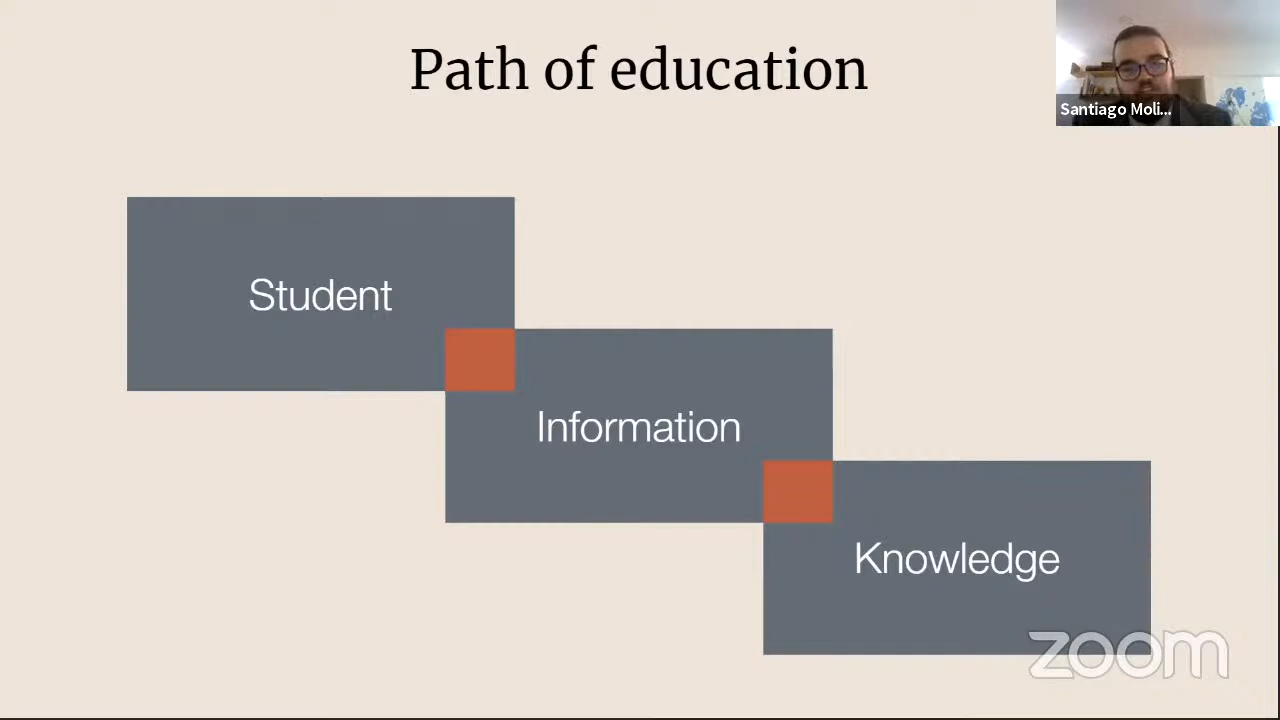 Path of education
Santiago Moli...
Student
Information
Knowledge
zoom